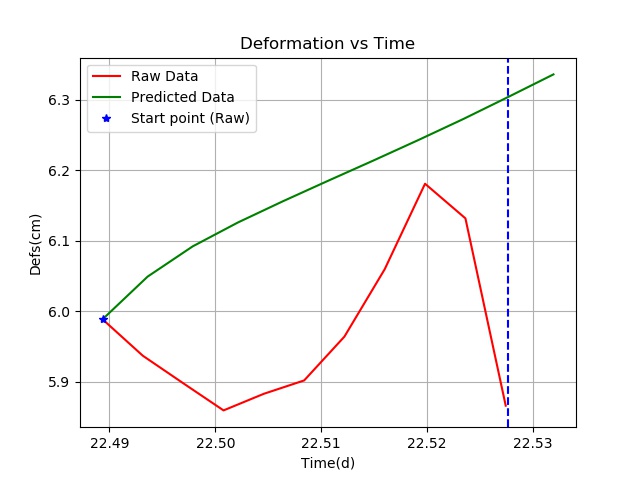 Deformation vs Time
Raw Data
Predicted Data
Start point (Raw)
Defs(cm)
6.3
6.2
6.1
6.0
5.9
22.49 22.50 22.51 22.52 22.53
Time(d)